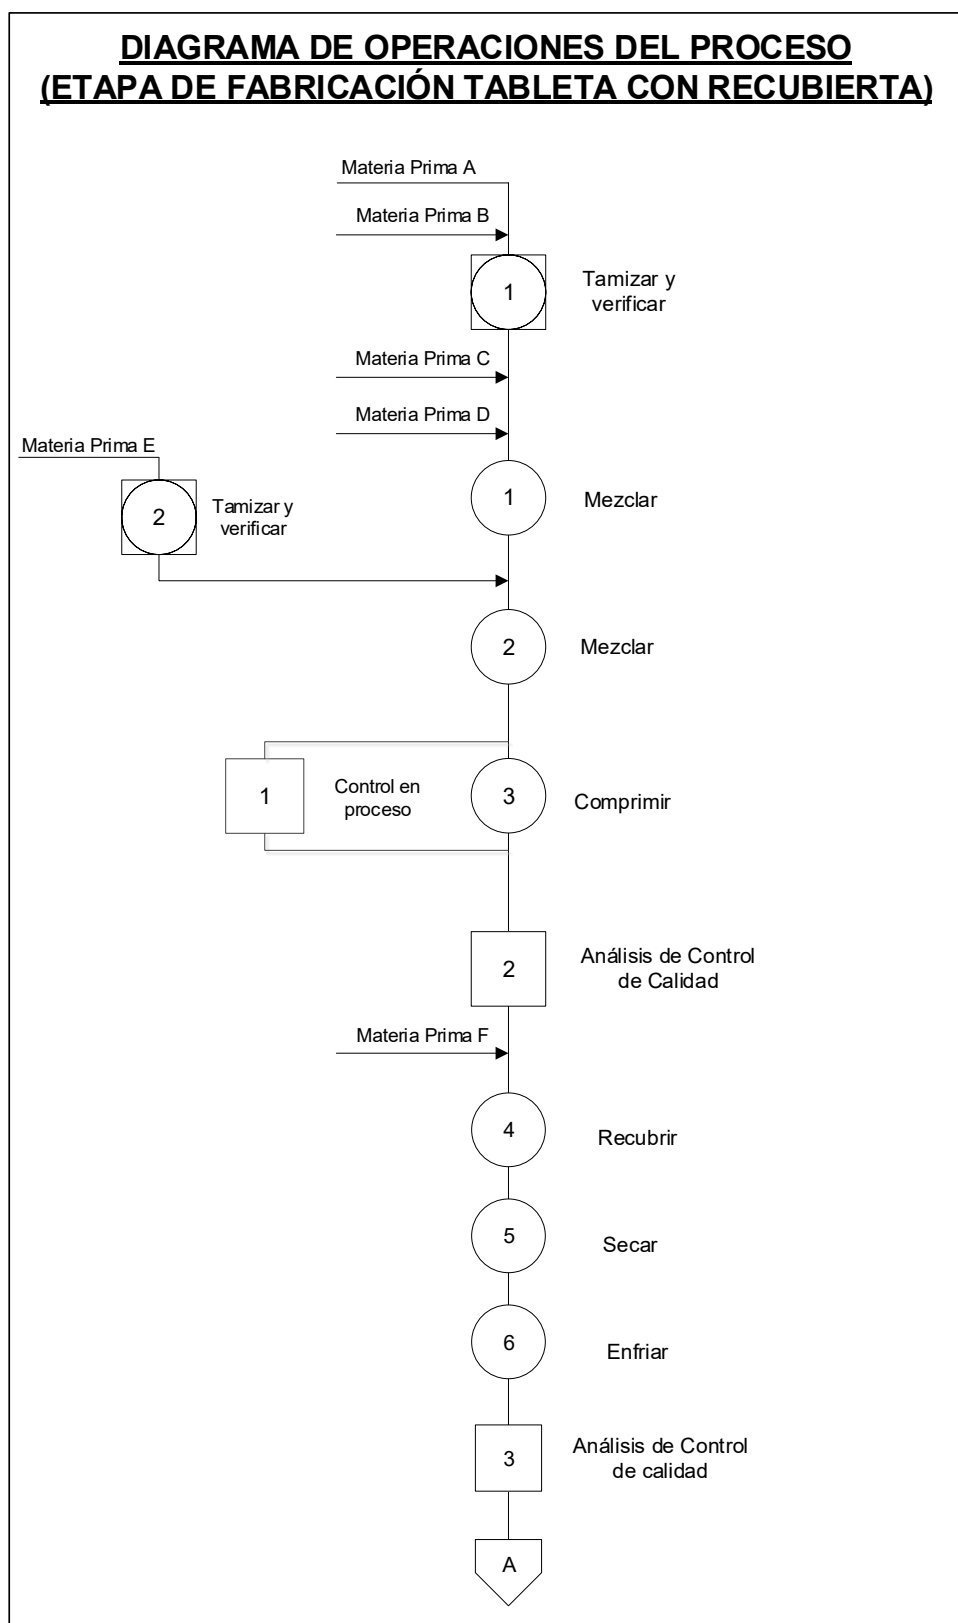 DIAGRAMA DE OPERACIONES DEL PROCESO
(ETAPA DE FABRICACIÓN TABLETA CON RECUBIERTA)
Materia Prima A
Materia Prima B
1
Tamizar y
verificar
Materia Prima C
Materia Prima D
Materia Prima E
1
Mezclar
2
Tamizar y
verificar
2
Mezclar
1
Control en
proceso
3
Comprimir
2
Análisis de Control
de Calidad
Materia Prima F
4
Recubrir
5
Secar
6
Enfriar
3
Análisis de Control
de calidad
A